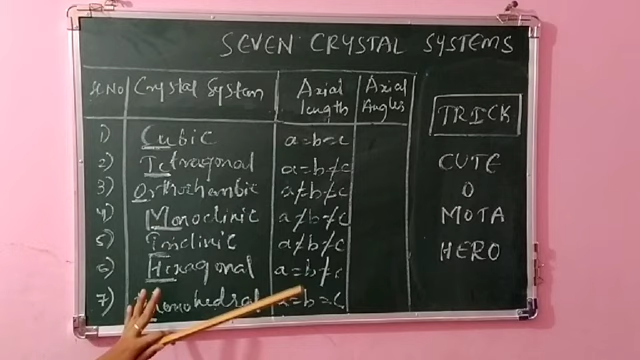 SEVEN CRYSTAL SYSTEMS
Sl.No Crystal System Axial length Axial Angles
1) Cubic a=b=c
2) Tetragonal a=b≠c
3) Orthorhombic a≠b≠c
4) Monoclinic a≠b≠c
5) Triclinic a≠b≠c
6) Hexagonal a=b≠c
7) a=b=c
TRICK
CUTE
O
MOTA
HERO